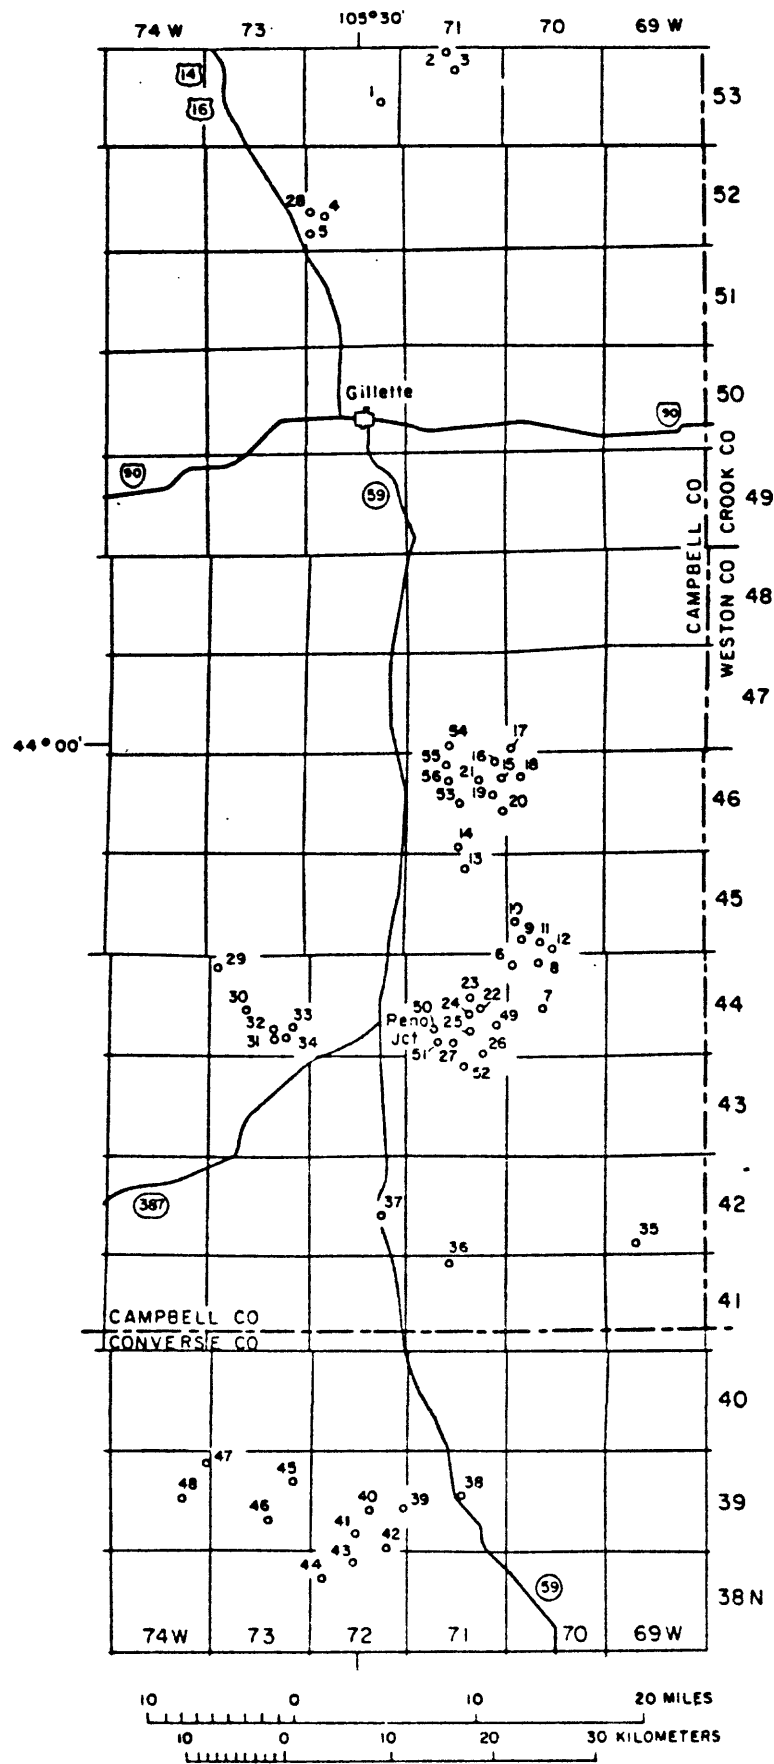 105°30'
74 W 73 71 70 69 W
14
16
2 3
1
53
28 4
5
52
51
Gillette
50
90
90
59
49
CAMPBELL CO
WESTON CO CROOK CO
48
47
44° 00'
54 17
55 16
56 21 15 18
53 19 20
46
14
13
45
10
9 11 12
6 8
29
23
30 50 24 22 7
44
32 33 Reno 25 49
31 34 Jct 26
51 27 52
43
37
42
387
35
36
41
CAMPBELL CO
CONVERSE CO
40
47
48 45 38
40 39
39
46 41 42
44 43
38 N
59
74 W 73 72 71 70 69 W
10 0 10 20 MILES
10 0 10 20 30 KILOMETERS